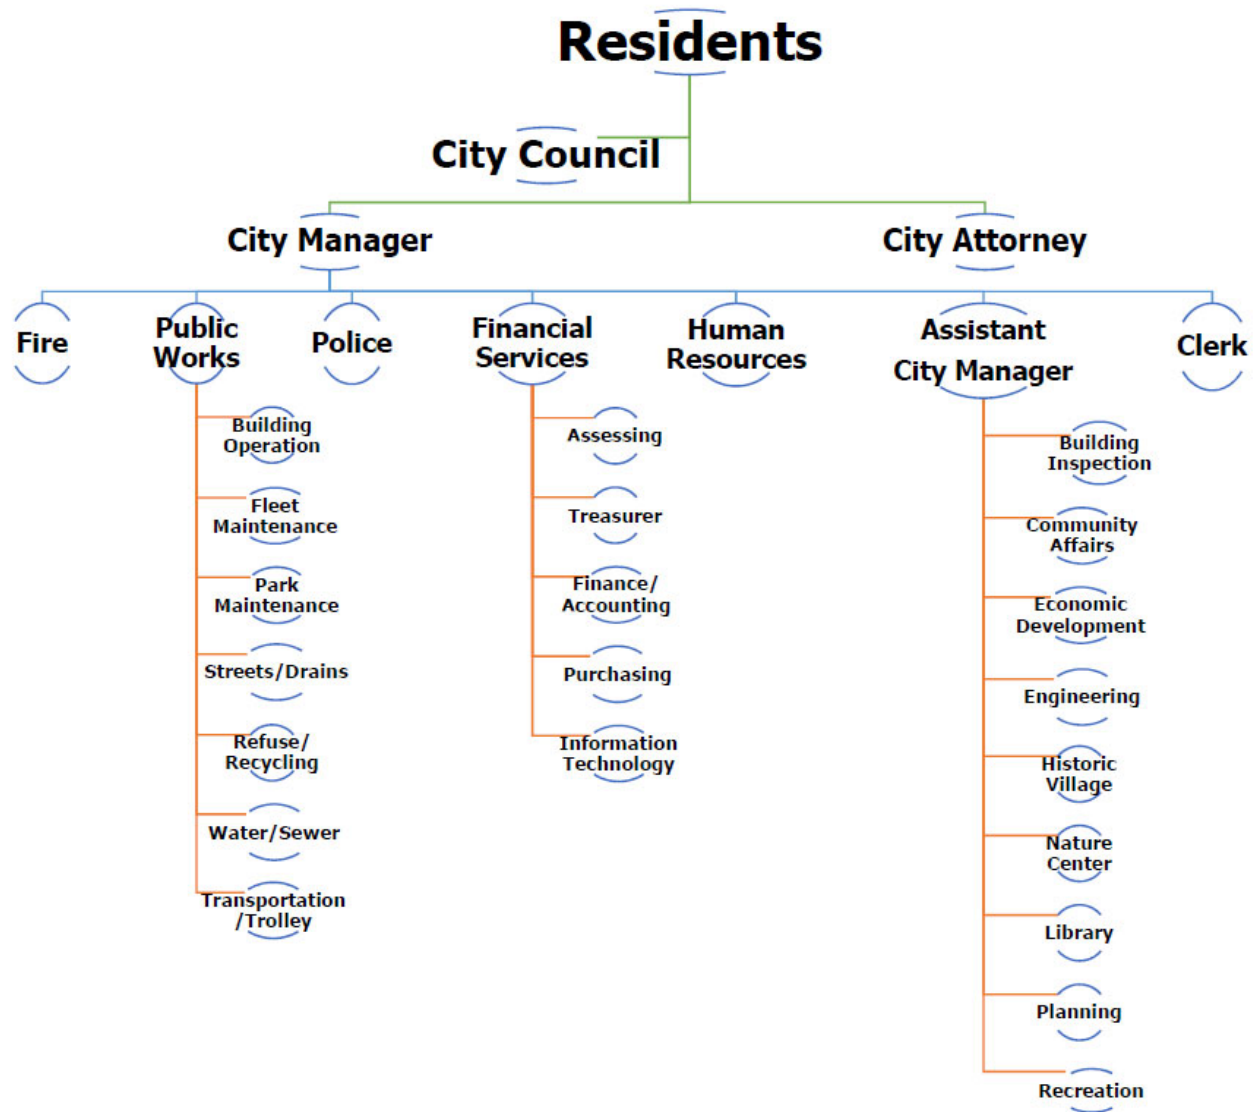 Residents
City Council
City Manager
City Attorney
Fire
Public
Works
Police
Financial
Services
Human
Resources
Assistant
City Manager
Clerk
Building
Operation
Fleet
Maintenance
Park
Maintenance
Streets/Drains
Refuse/
Recycling
Water/Sewer
Transportation
/Trolley
Assessing
Treasurer
Finance/
Accounting
Purchasing
Information
Technology
Building
Inspection
Community
Affairs
Economic
Development
Engineering
Historic
Village
Nature
Center
Library
Planning
Recreation